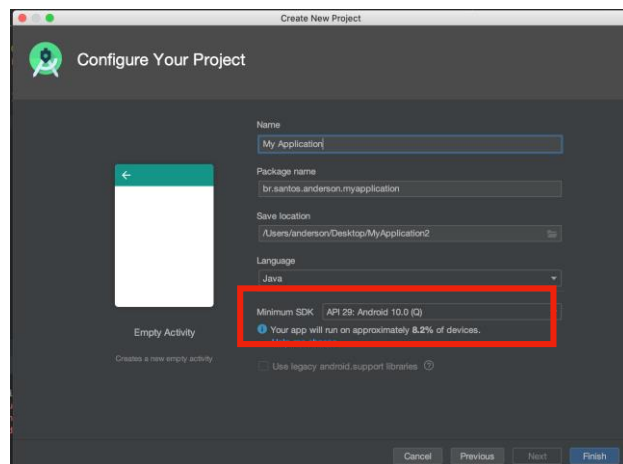 Create New Project
Configure Your Project
Name
My Application
Package name
br.santos.anderson.myapplication
Save location
/Users/anderson/Desktop/MyApplication2
Language
Java
Minimum SDK API 29: Android 10.0 (Q)
Your app will run on approximately 8.2% of devices.
Empty Activity
Creates a new empty activity
Use legacy android.support libraries
Cancel Previous Next Finish